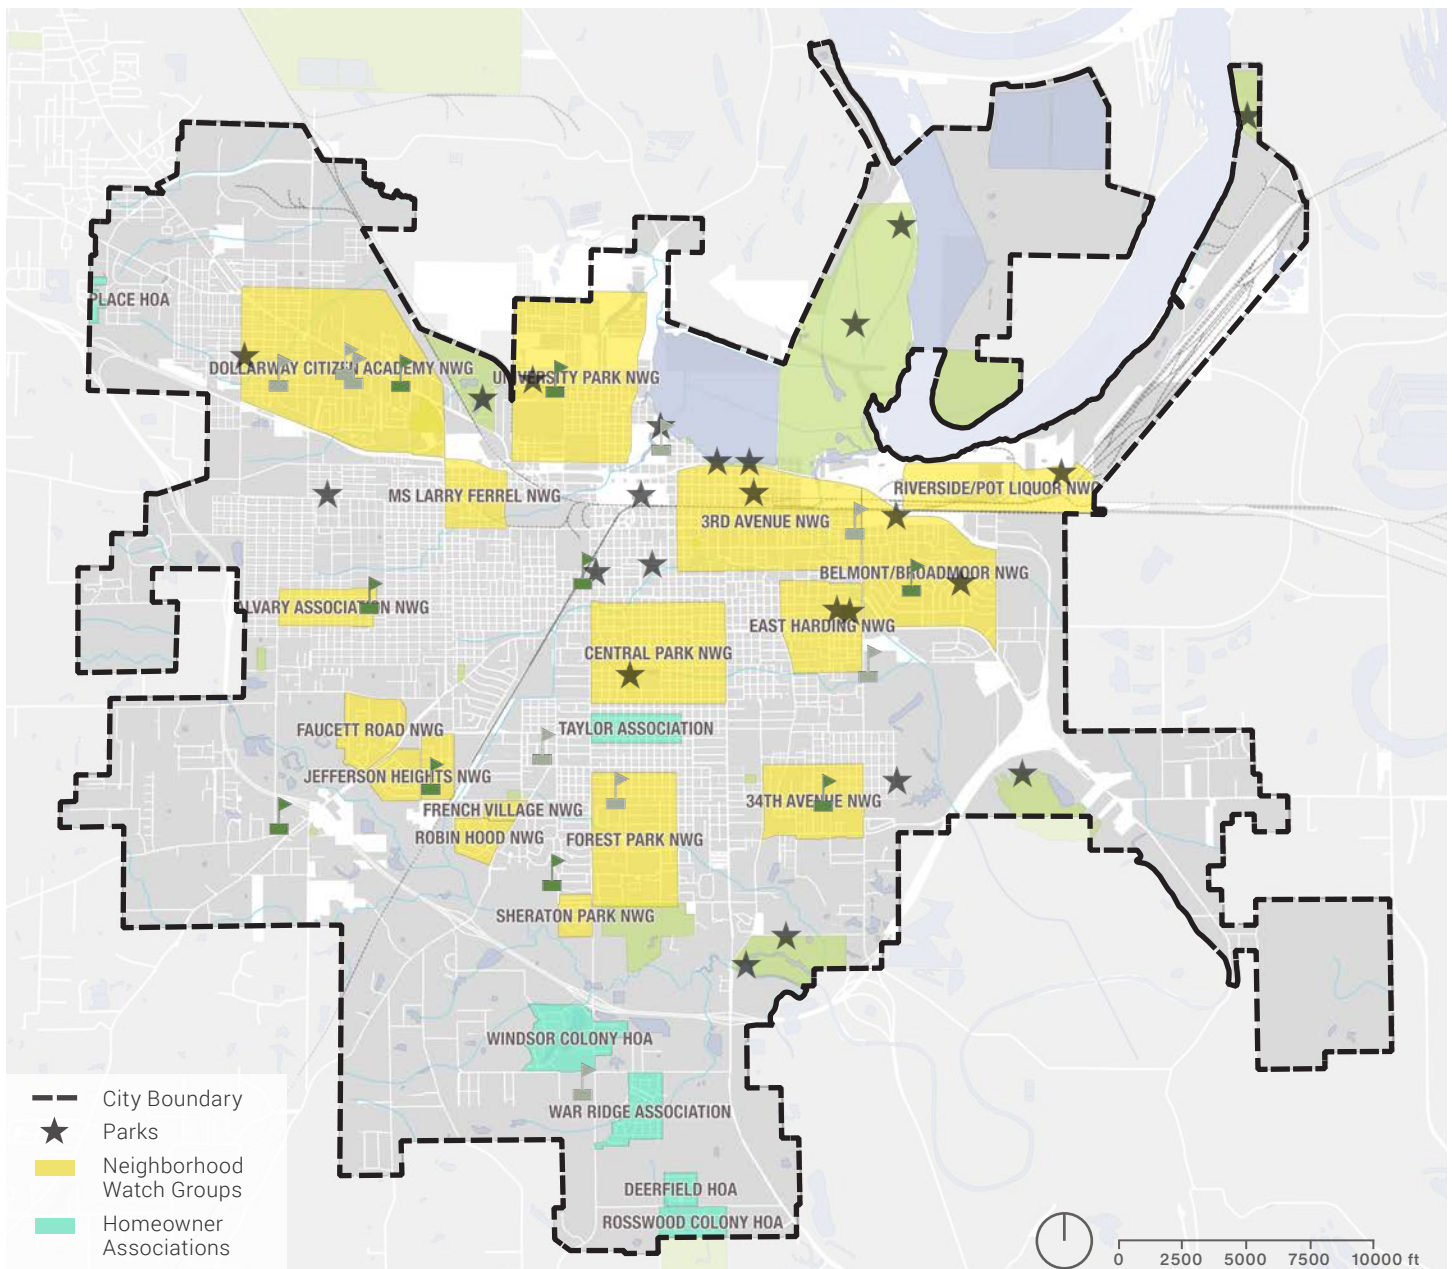 PLACE HOA
DOLLARWAY CITIZEN ACADEMY NWG
UNIVERSITY PARK NWG
MS LARRY FERREL NWG
RIVERSIDE/POT LIQUOR NWG
3RD AVENUE NWG
BELMONT/BROADMOOR NWG
LVARY ASSOCIATION NWG
EAST HARDING NWG
CENTRAL PARK NWG
FAUCETT ROAD NWG
TAYLOR ASSOCIATION
JEFFERSON HEIGHTS NWG
34TH AVENUE NWG
FRENCH VILLAGE NWG
ROBIN HOOD NWG
FOREST PARK NWG
SHERATON PARK NWG
WINDSOR COLONY HOA
WAR RIDGE ASSOCIATION
DEERFIELD HOA
ROSSWOOD COLONY HOA
City Boundary
Parks
Neighborhood
Watch Groups
Homeowner
Associations
0 2500 5000 7500 10000 ft